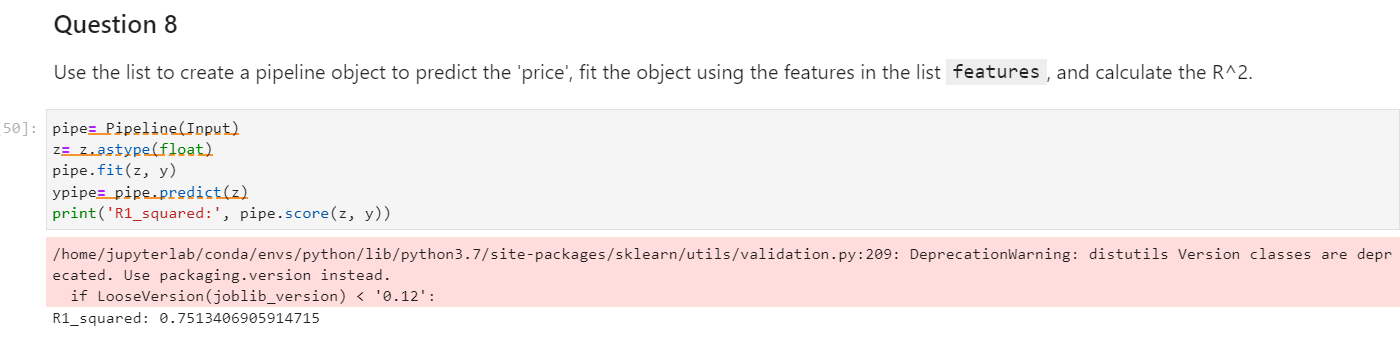 Question 8
Use the list to create a pipeline object to predict the 'price', fit the object using the features in the list features, and calculate the R^2.
50]:
pipe= Pipeline(Input)
z= z.astype(float)
pipe.fit(z, y)
ypipe= pipe.predict(z)
print('R1_squared:', pipe.score(z, y))
/home/jupyterlab/conda/envs/python/lib/python3.7/site-packages/sklearn/utils/validation.py:209: DeprecationWarning: distutils Version classes are depr
ecated. Use packaging.version instead.
  if LooseVersion(joblib_version) < '0.12':
R1_squared: 0.7513406905914715